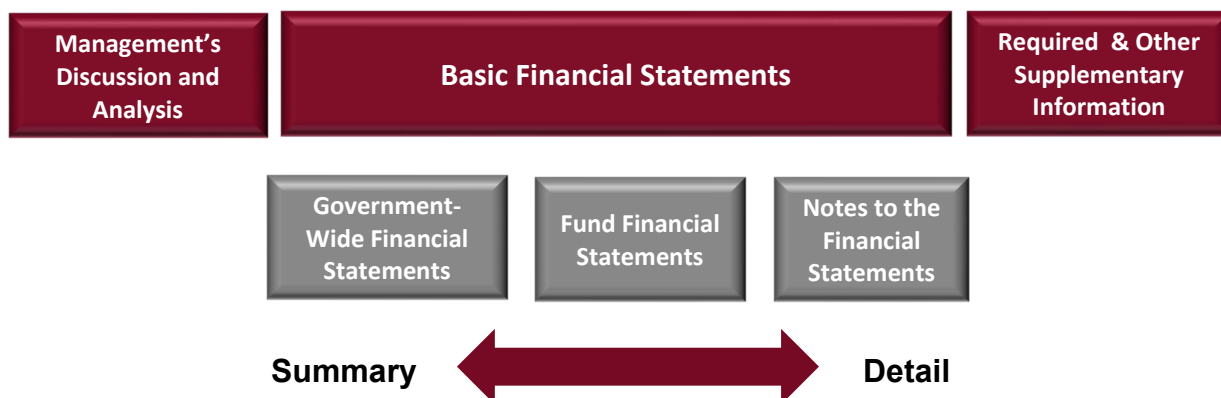 Management’s
Discussion and
Analysis
Basic Financial Statements
Required & Other
Supplementary
Information
Government-
Wide Financial
Statements
Fund Financial
Statements
Notes to the
Financial
Statements
Summary
Detail